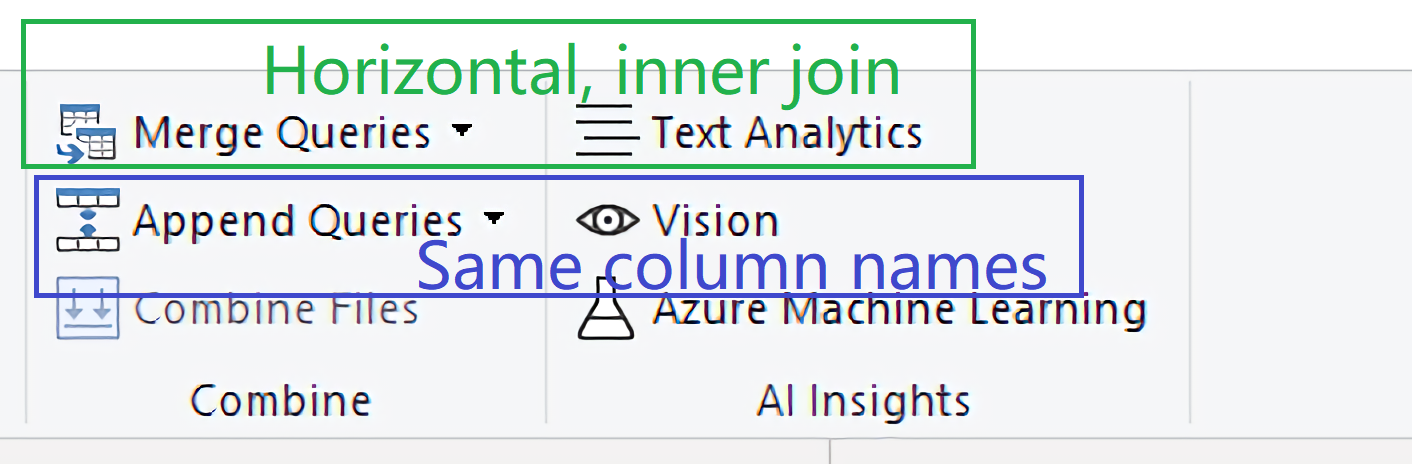 Horizontal, inner join
Merge Queries Text Analytics
Append Queries Vision
Same column names
Combine Files Azure Machine Learning
Combine AI Insights